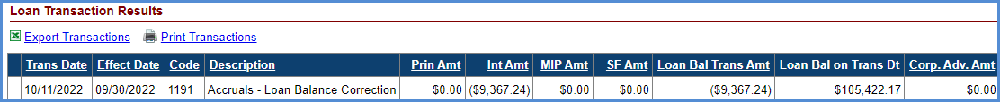 Loan Transaction Results
Export Transactions Print Transactions
Trans Date Effect Date Code Description Prin Amt Int Amt MIP Amt SF Amt Loan Bal Trans Amt Loan Bal on Trans Dt Corp. Adv. Amt
10/11/2022 09/30/2022 1191 Accruals - Loan Balance Correction $0.00 ($9,367.24) $0.00 $0.00 ($9,367.24) $105,422.17 $0.00